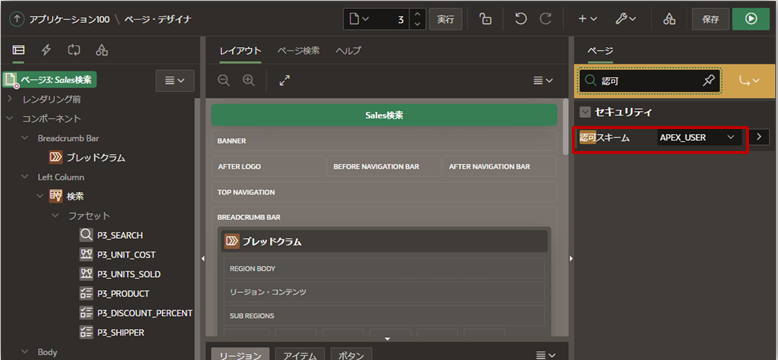 アプリケーション100 \ ページ・デザイナ
3
実行
保存
ページ3: Sales検索
レンダリング前
コンポーネント
Breadcrumb Bar
ブレッドクラム
Left Column
検索
ファセット
P3_SEARCH
P3_UNIT_COST
P3_UNITS_SOLD
P3_PRODUCT
P3_DISCOUNT_PERCENT
P3_SHIPPER
Body
レイアウト ページ検索 ヘルプ
Sales検索
BANNER
AFTER LOGO BEFORE NAVIGATION BAR AFTER NAVIGATION BAR
TOP NAVIGATION
BREADCRUMB BAR
ブレッドクラム
REGION BODY
リージョン・コンテンツ
SUB REGIONS
リージョン アイテム ボタン
ページ
認可
セキュリティ
認可スキーム APEX_USER